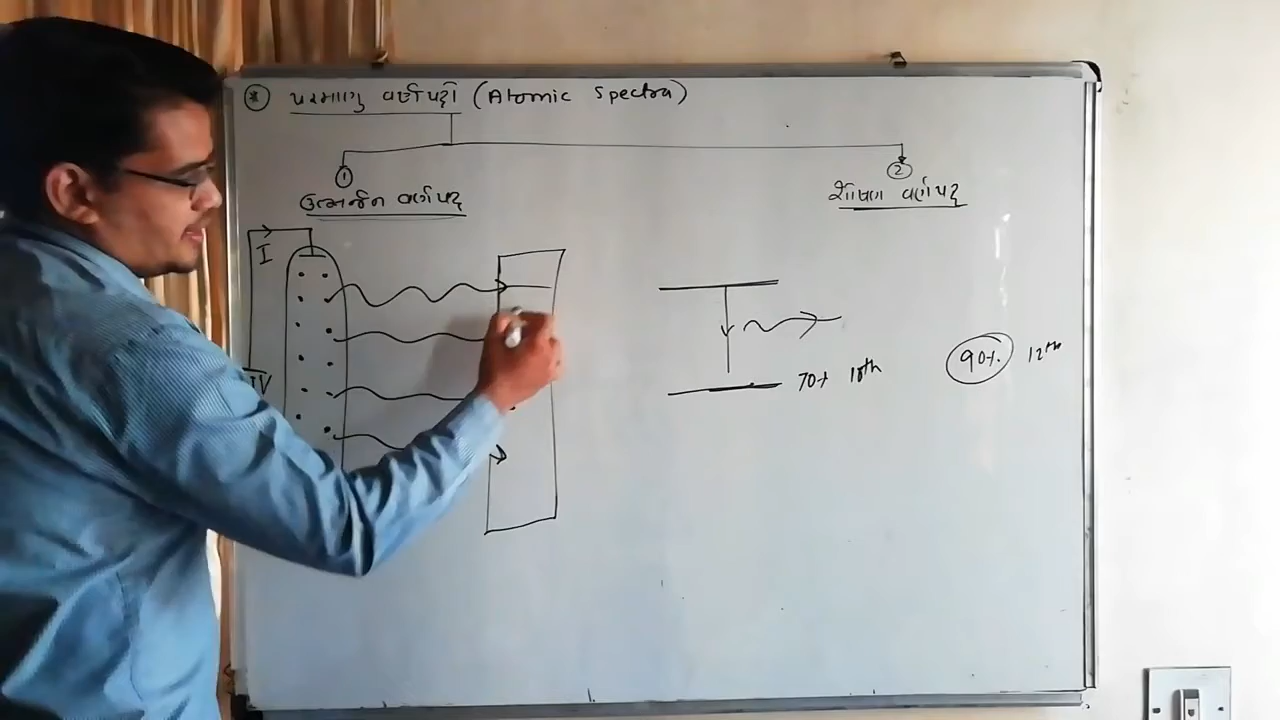 * પરમાણુ વર્ણપટ્ટો (Atomic Spectra)
1
2
ઉત્સર્જન વર્ણપટ્ટ
શોષણ વર્ણપટ્ટ
I
IV
70% 10th
90% 12th